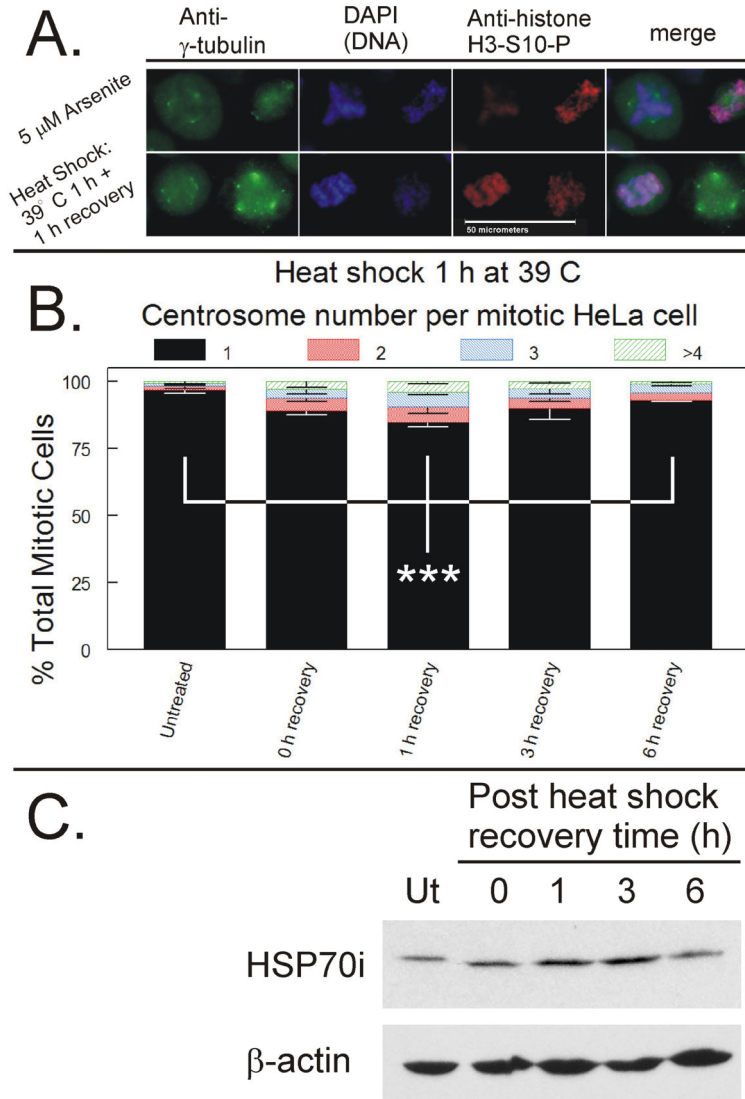 A.
Anti-
γ-tubulin
DAPI
(DNA)
Anti-histone
H3-S10-P
merge
5 µM Arsenite
Heat Shock:
39° C 1 h +
1 h recovery
50 micrometers
Heat shock 1 h at 39 C
B.
Centrosome number per mitotic HeLa cell
1 2 3 >4
% Total Mitotic Cells
100
75
50
25
0
***
Untreated
0 h recovery
1 h recovery
3 h recovery
6 h recovery
C.
Post heat shock
recovery time (h)
Ut 0 1 3 6
HSP70i
β-actin